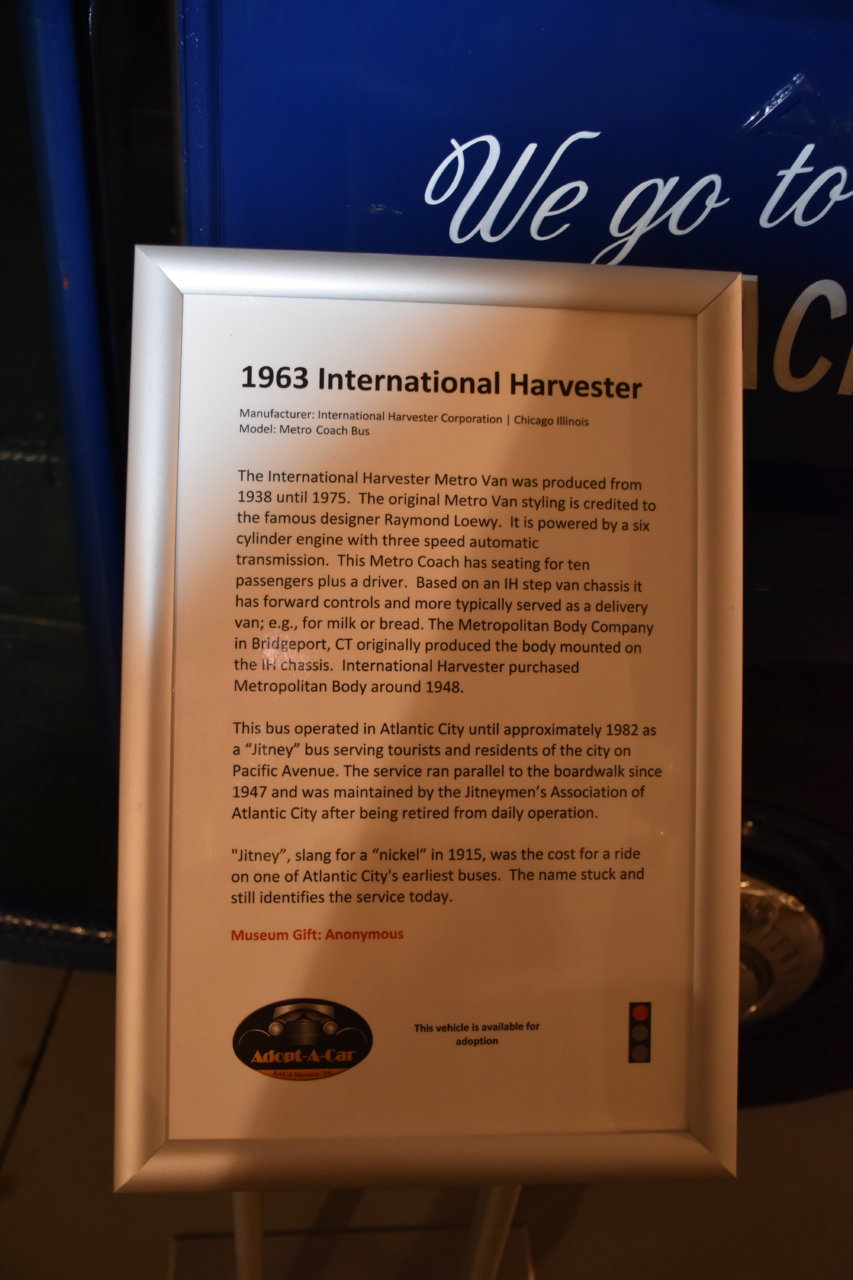 We go to
1963 International Harvester
Manufacturer: International Harvester Corporation | Chicago Illinois
Model: Metro Coach Bus
The International Harvester Metro Van was produced from
1938 until 1975. The original Metro Van styling is credited to
the famous designer Raymond Loewy. It is powered by a six
cylinder engine with three speed automatic
transmission. This Metro Coach has seating for ten
passengers plus a driver. Based on an IH step van chassis it
has forward controls and more typically served as a delivery
van; e.g., for milk or bread. The Metropolitan Body Company
in Bridgeport, CT originally produced the body mounted on
the IH chassis. International Harvester purchased
Metropolitan Body around 1948.
This bus operated in Atlantic City until approximately 1982 as
a “Jitney” bus serving tourists and residents of the city on
Pacific Avenue. The service ran parallel to the boardwalk since
1947 and was maintained by the Jitneymen’s Association of
Atlantic City after being retired from daily operation.
"Jitney”, slang for a “nickel” in 1915, was the cost for a ride
on one of Atlantic City's earliest buses. The name stuck and
still identifies the service today.
Museum Gift: Anonymous
Adopt-A-Car
AACA Museum, Inc.
This vehicle is available for
adoption